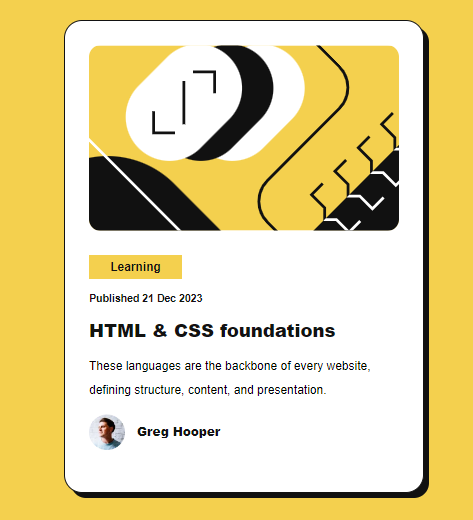 Learning
Published 21 Dec 2023
HTML & CSS foundations
These languages are the backbone of every website,
defining structure, content, and presentation.
Greg Hooper